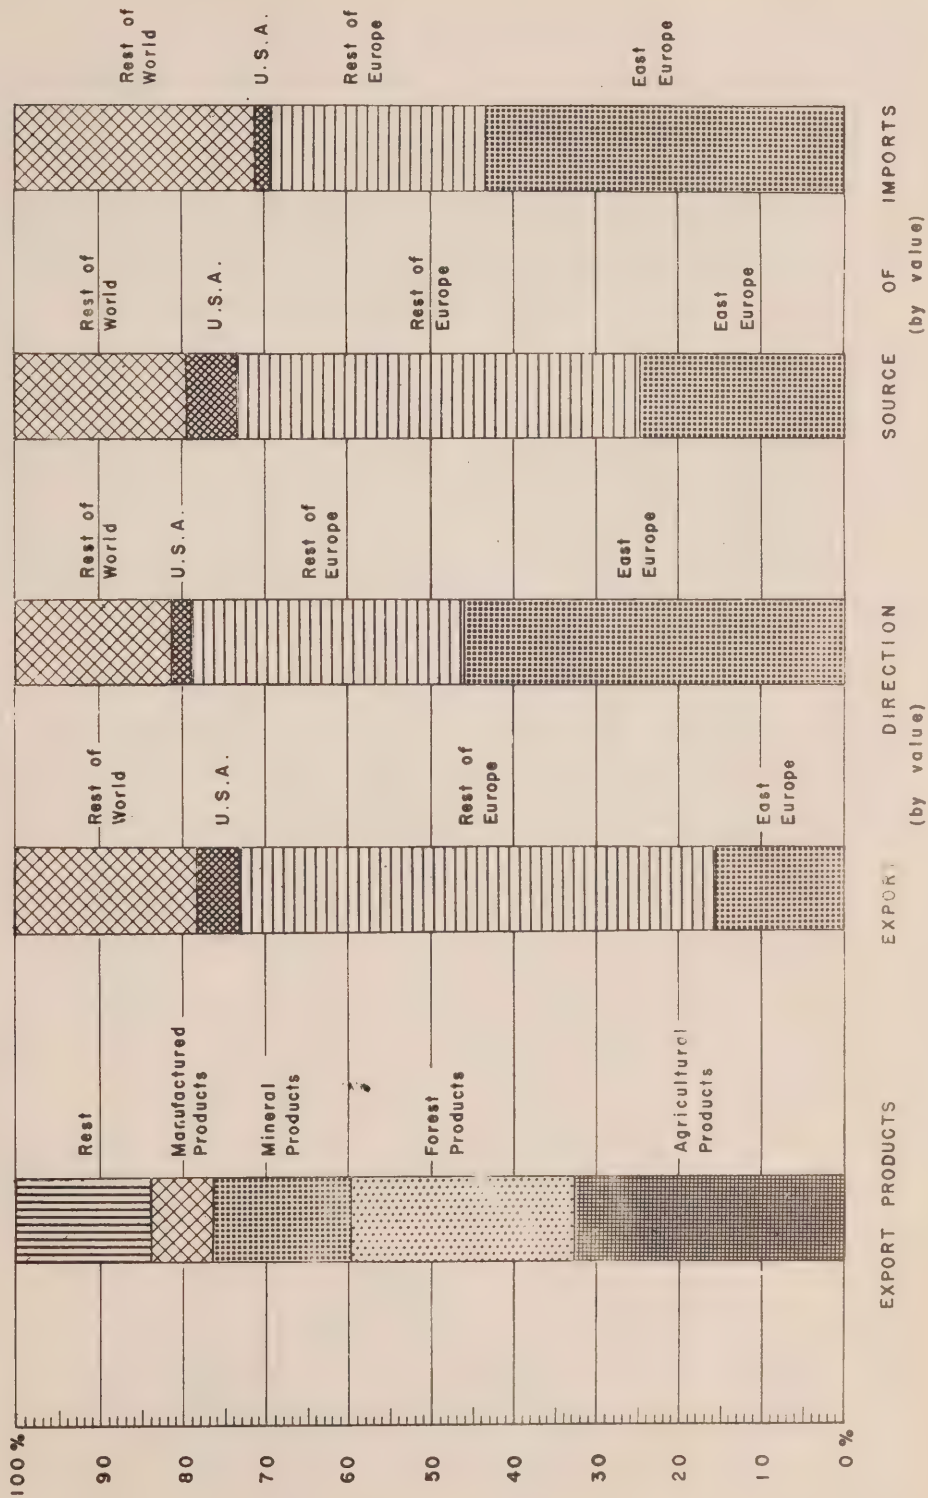 100 %
90
80
70
60
50
40
30
20
10
0 %
Rest
Manufactured
Products
Mineral
Products
Forest
Products
Agricultural
Products
EXPORT PRODUCTS
Rest of
World
U.S.A.
Rest of
Europe
East
Europe
Rest of
World
U.S.A.
Rest of
Europe
East
Europe
EXPORT DIRECTION
(by value)
Rest of
World
U.S.A.
Rest of
Europe
East
Europe
Rest of
World
U.S.A.
Rest of
Europe
East
Europe
SOURCE OF IMPORTS
(by value)